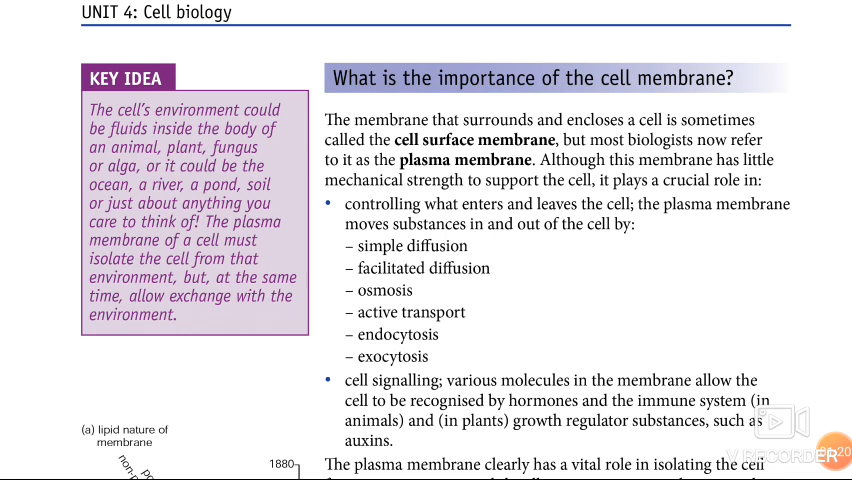 UNIT 4: Cell biology
KEY IDEA
The cell's environment could
be fluids inside the body of
an animal, plant, fungus
or alga, or it could be the
ocean, a river, a pond, soil
or just about anything you
care to think of! The plasma
membrane of a cell must
isolate the cell from that
environment, but, at the same
time, allow exchange with the
environment.
(a) lipid nature of
membrane
1880
What is the importance of the cell membrane?
The membrane that surrounds and encloses a cell is sometimes
called the cell surface membrane, but most biologists now refer
to it as the plasma membrane. Although this membrane has little
mechanical strength to support the cell, it plays a crucial role in:
• controlling what enters and leaves the cell; the plasma membrane
moves substances in and out of the cell by:
– simple diffusion
– facilitated diffusion
– osmosis
– active transport
– endocytosis
– exocytosis
• cell signalling; various molecules in the membrane allow the
cell to be recognised by hormones and the immune system (in
animals) and (in plants) growth regulator substances, such as
auxins.
The plasma membrane clearly has a vital role in isolating the cell
V RECORDER
01:20